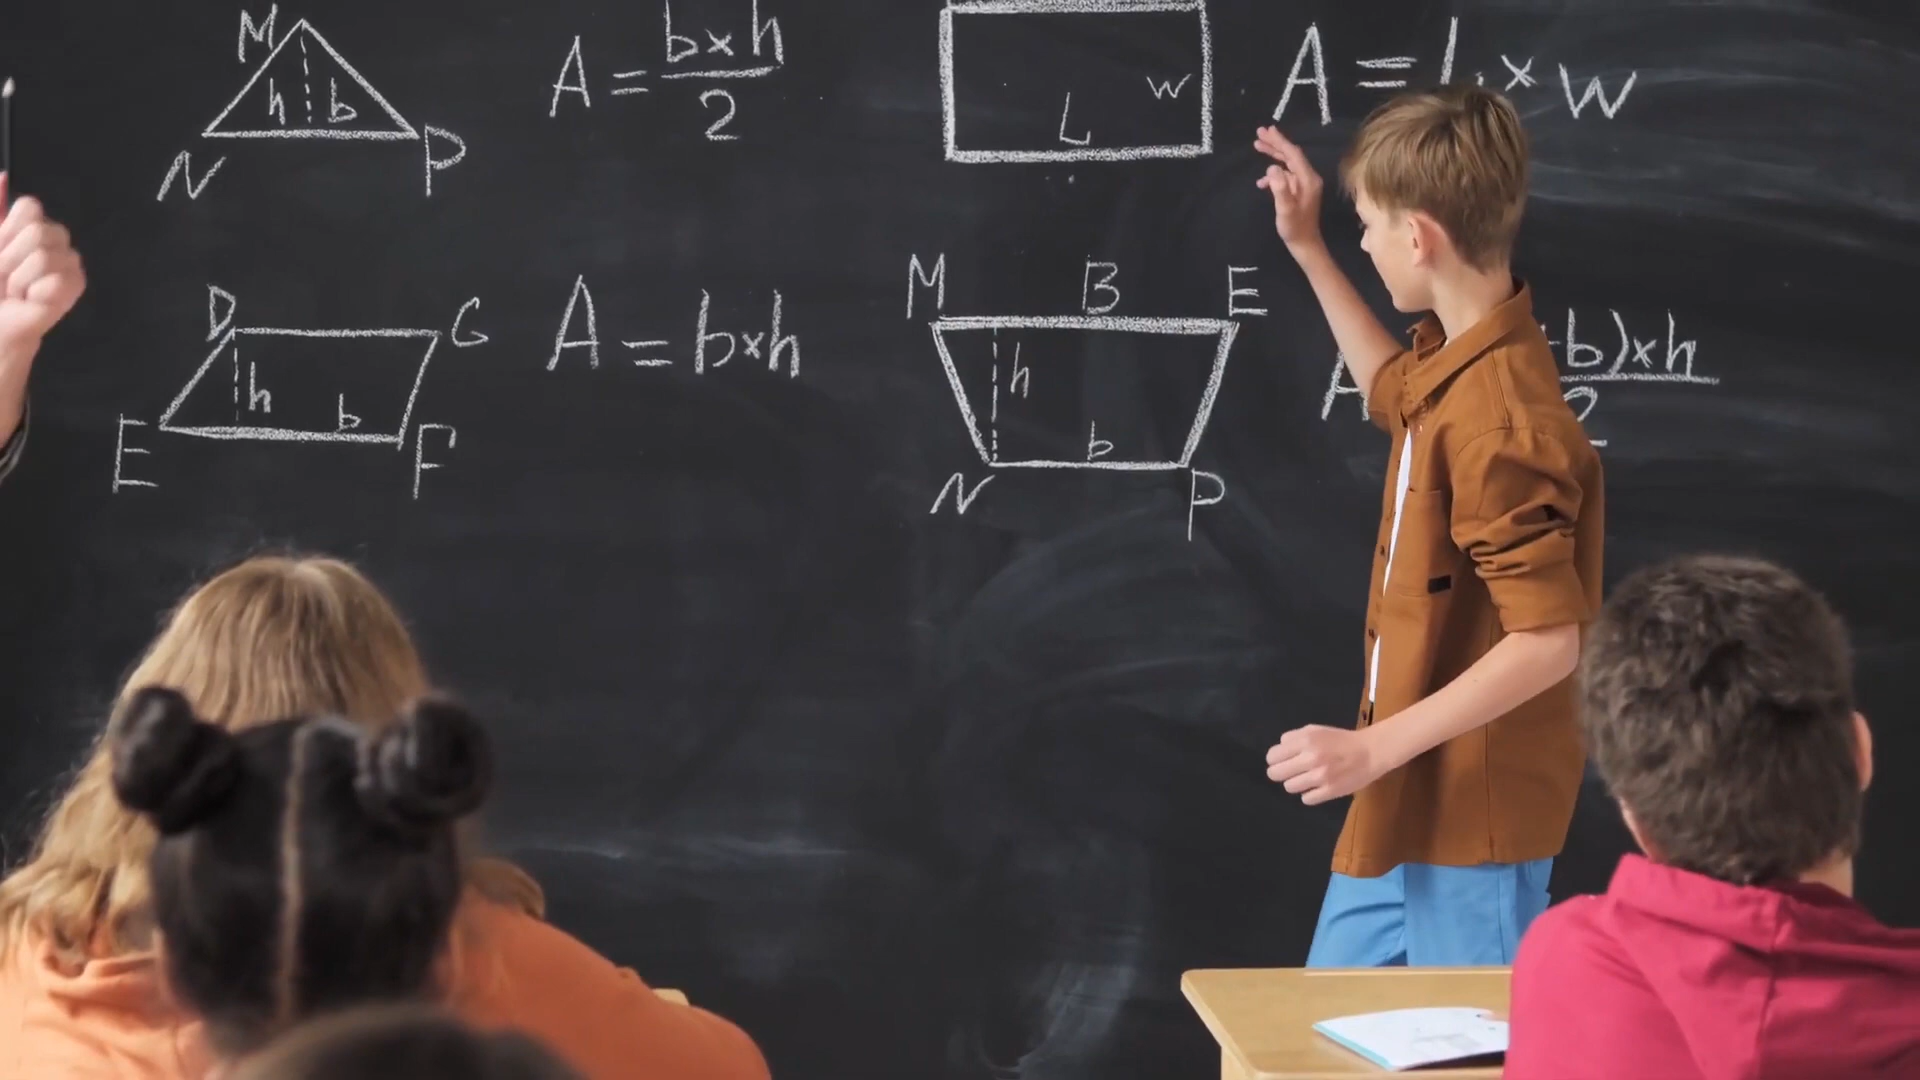 M
h b
N P
A = b×h
2
L W
A = L × W
D G
h b
E F
A = b×h
M B E
h
b
N P
A b)×h
2